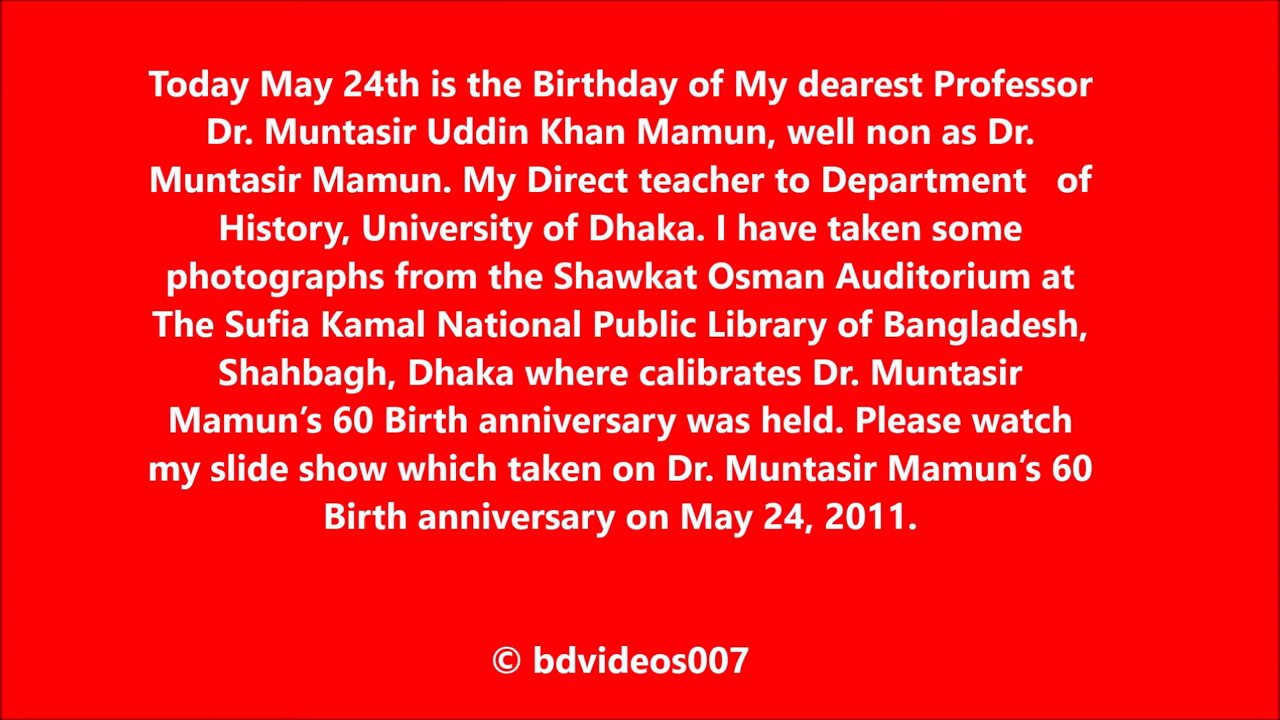 Today May 24th is the Birthday of My dearest Professor
Dr. Muntasir Uddin Khan Mamun, well non as Dr.
Muntasir Mamun. My Direct teacher to Department   of
History, University of Dhaka. I have taken some
photographs from the Shawkat Osman Auditorium at
The Sufia Kamal National Public Library of Bangladesh,
Shahbagh, Dhaka where calibrates Dr. Muntasir
Mamun’s 60 Birth anniversary was held. Please watch
my slide show which taken on Dr. Muntasir Mamun’s 60
Birth anniversary on May 24, 2011.
© bdvideos007